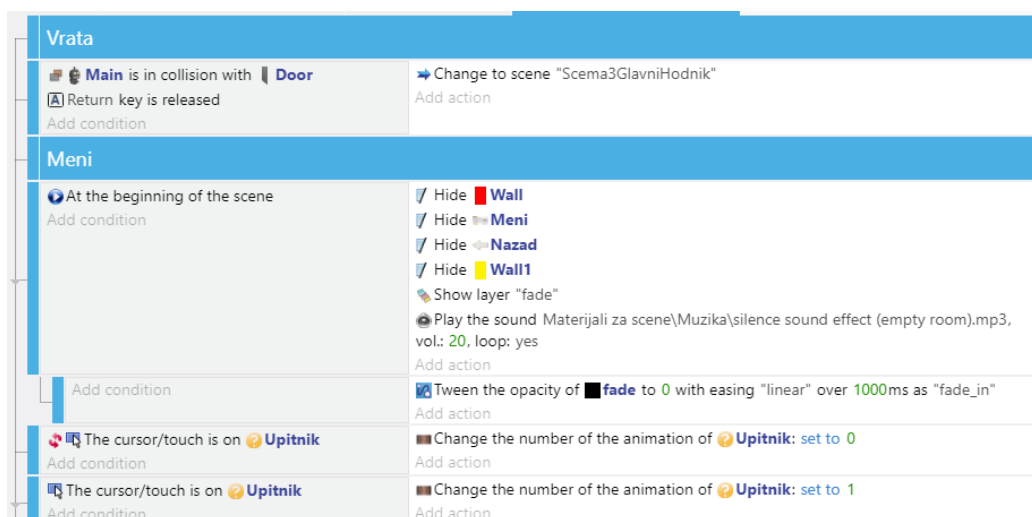 Vrata
Main is in collision with Door
Change to scene "Scema3GlavniHodnik"
A Return key is released
Add action
Add condition
Meni
At the beginning of the scene
Hide Wall
Add condition
Hide Meni
Hide Nazad
Hide Wall1
Show layer "fade"
Play the sound Materijali za scene\Muzika\silence sound effect (empty room).mp3,
vol.: 20, loop: yes
Add action
Add condition
Tween the opacity of fade to 0 with easing "linear" over 1000ms as "fade_in"
Add action
The cursor/touch is on ? Upitnik
Change the number of the animation of ? Upitnik: set to 0
Add condition
Add action
The cursor/touch is on ? Upitnik
Change the number of the animation of ? Upitnik: set to 1
Add condition
Add action